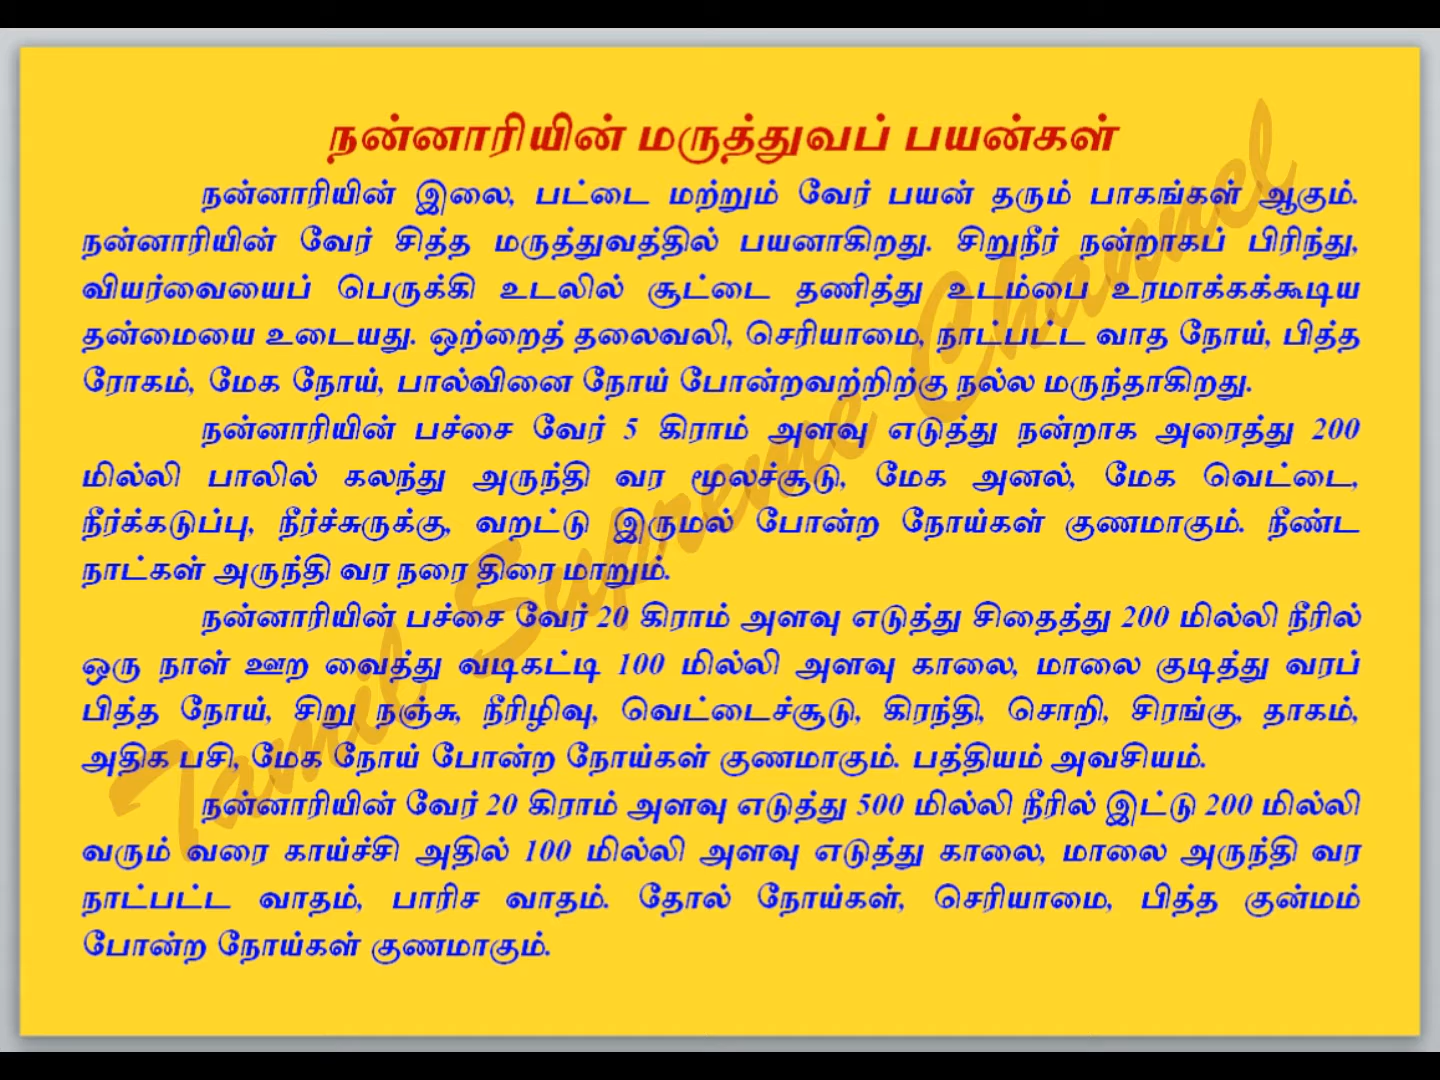 நன்னாரியின் மருத்துவப் பயன்கள்
நன்னாரியின் இலை, பட்டை மற்றும் வேர் பயன் தரும் பாகங்கள் ஆகும்.
நன்னாரியின் வேர் சித்த மருத்துவத்தில் பயனாகிறது. சிறுநீர் நன்றாகப் பிரிந்து,
வியர்வையைப் பெருக்கி உடலில் சூட்டை தணித்து உடம்பை உரமாக்கக்கூடிய
தன்மையை உடையது. ஒற்றைத் தலைவலி, செரியாமை, நாட்பட்ட வாத நோய், பித்த
ரோகம், மேக நோய், பால்வினை நோய் போன்றவற்றிற்கு நல்ல மருந்தாகிறது.
நன்னாரியின் பச்சை வேர் 5 கிராம் அளவு எடுத்து நன்றாக அரைத்து 200
மில்லி பாலில் கலந்து அருந்தி வர மூலச்சூடு, மேக அனல், மேக வெட்டை,
நீர்க்கடுப்பு, நீர்ச்சுருக்கு, வறட்டு இருமல் போன்ற நோய்கள் குணமாகும். நீண்ட
நாட்கள் அருந்தி வர நரை திரை மாறும்.
நன்னாரியின் பச்சை வேர் 20 கிராம் அளவு எடுத்து சிதைத்து 200 மில்லி நீரில்
ஒரு நாள் ஊற வைத்து வடிகட்டி 100 மில்லி அளவு காலை, மாலை குடித்து வரப்
பித்த நோய், சிறு நஞ்சு, நீரிழிவு, வெட்டைச்சூடு, கிரந்தி, சொறி, சிரங்கு, தாகம்,
அதிக பசி, மேக நோய் போன்ற நோய்கள் குணமாகும். பத்தியம் அவசியம்.
நன்னாரியின் வேர் 20 கிராம் அளவு எடுத்து 500 மில்லி நீரில் இட்டு 200 மில்லி
வரும் வரை காய்ச்சி அதில் 100 மில்லி அளவு எடுத்து காலை, மாலை அருந்தி வர
நாட்பட்ட வாதம், பாரிச வாதம். தோல் நோய்கள், செரியாமை, பித்த குன்மம்
போன்ற நோய்கள் குணமாகும்.
Tamil Supreme Channel